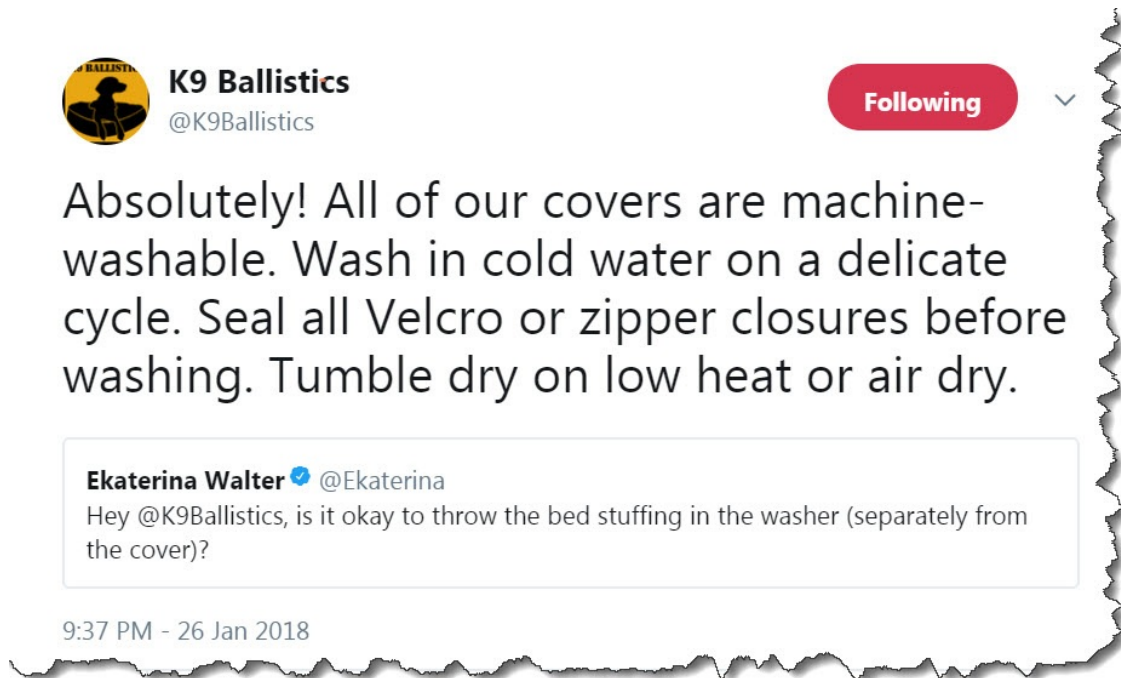 BALLISTI
K9 Ballistics
@K9Ballistics
Following
Absolutely! All of our covers are machine-
washable. Wash in cold water on a delicate
cycle. Seal all Velcro or zipper closures before
washing. Tumble dry on low heat or air dry.
Ekaterina Walter @Ekaterina
Hey @K9Ballistics, is it okay to throw the bed stuffing in the washer (separately from
the cover)?
9:37 PM - 26 Jan 2018